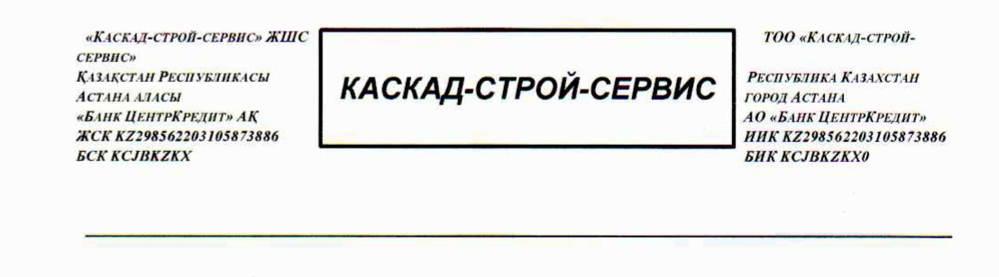 «КАСКАД-СТРОЙ-СЕРВИС» ЖШС
СЕРВИС»
ҚАЗАҚСТАН РЕСПУБЛИКАСЫ
АСТАНА АЛАСЫ
«БАНК ЦЕНТРКРЕДИТ» АҚ
ЖСК KZ298562203105873886
БСК KCJBKZKX
КАСКАД-СТРОЙ-СЕРВИС
ТОО «КАСКАД-СТРОЙ-
РЕСПУБЛИКА КАЗАХСТАН
ГОРОД АСТАНА
АО «БАНК ЦЕНТРКРЕДИТ»
ИИК KZ298562203105873886
БИК KCJBKZKX0